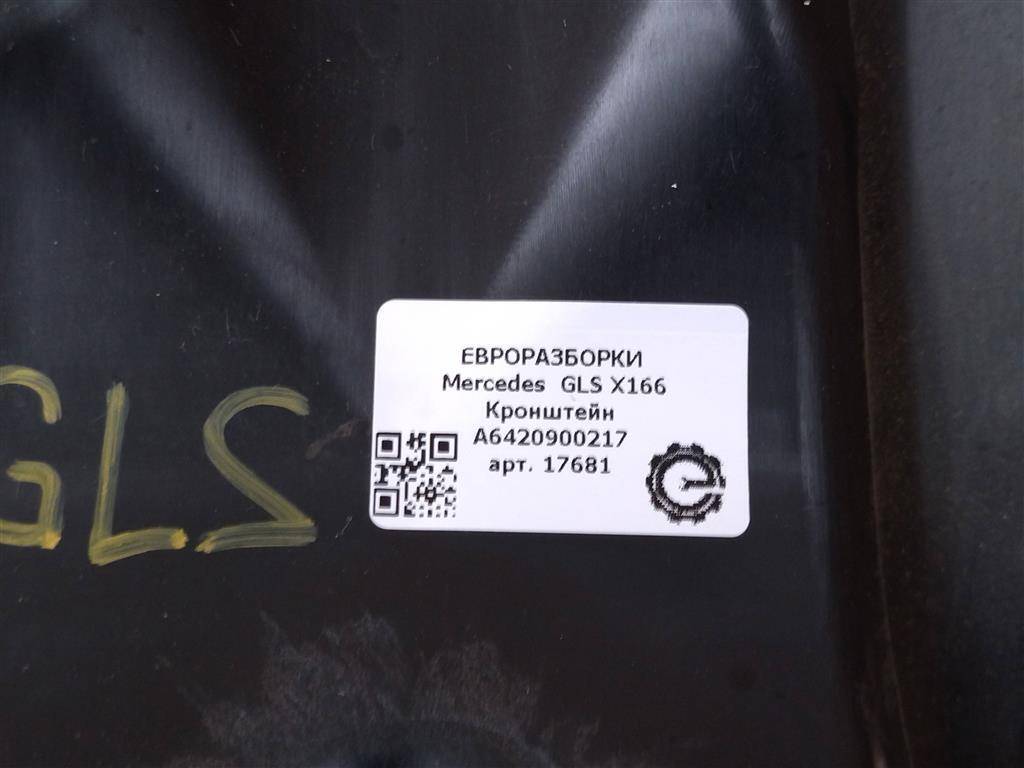 ЕВРОРАЗБОРКИ
Mercedes GLS X166
Кронштейн
A6420900217
арт. 17681
GLS